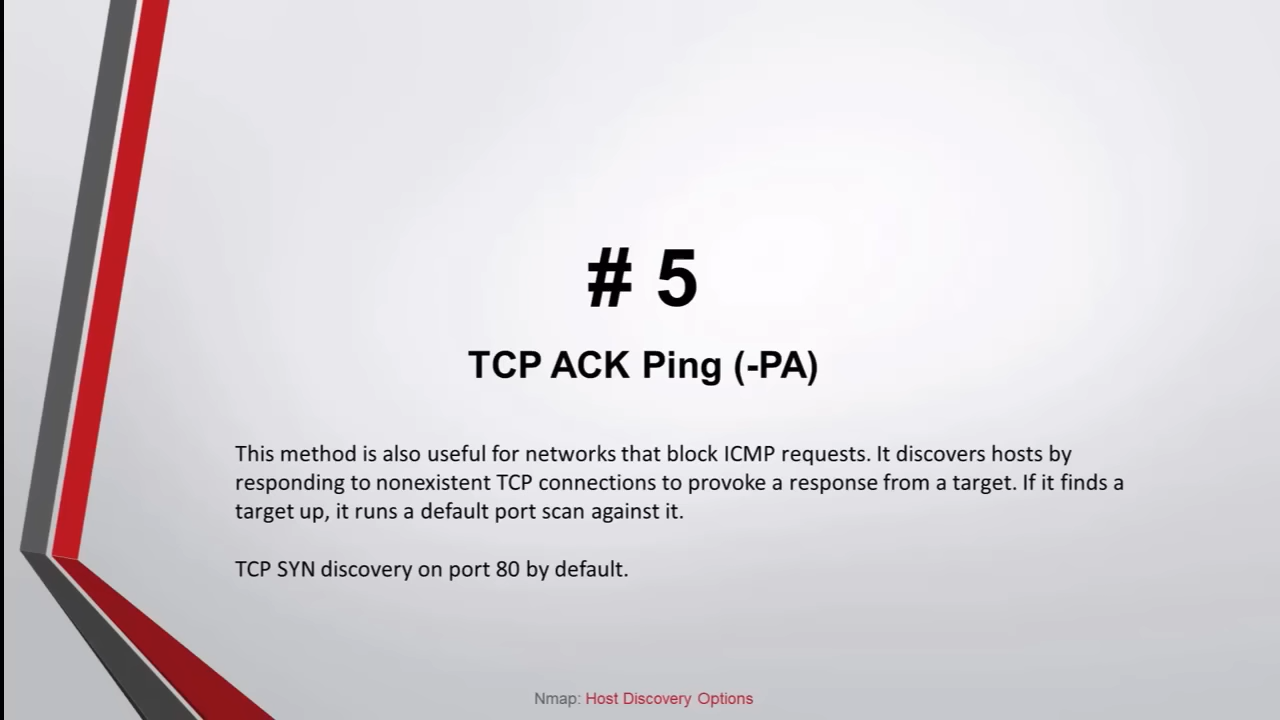 # 5
TCP ACK Ping (-PA)
This method is also useful for networks that block ICMP requests. It discovers hosts by
responding to nonexistent TCP connections to provoke a response from a target. If it finds a
target up, it runs a default port scan against it.
TCP SYN discovery on port 80 by default.
Nmap: Host Discovery Options